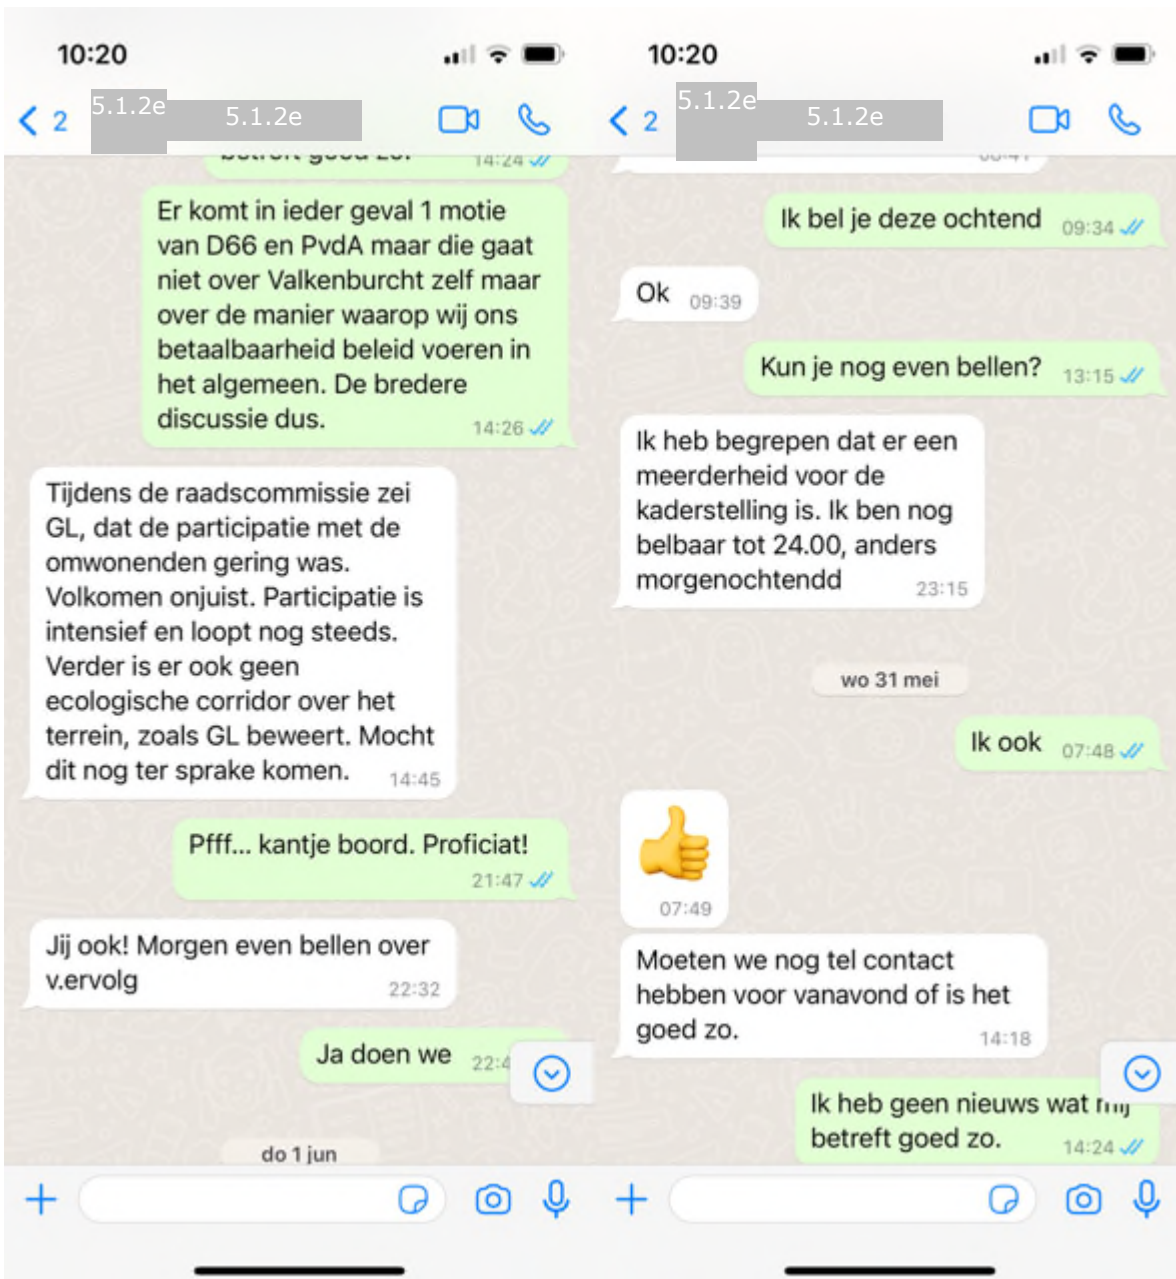 10:20
2
5.1.2e
5.1.2e
betreft goed zo.
14:24
Er komt in ieder geval 1 motie
van D66 en PvdA maar die gaat
niet over Valkenburcht zelf maar
over de manier waarop wij ons
betaalbaarheid beleid voeren in
het algemeen. De bredere
discussie dus.
14:26
Tijdens de raadscommissie zei
GL, dat de participatie met de
omwonenden gering was.
Volkomen onjuist. Participatie is
intensief en loopt nog steeds.
Verder is er ook geen
ecologische corridor over het
terrein, zoals GL beweert. Mocht
dit nog ter sprake komen.
14:45
Pfff... kantje boord. Proficiat!
21:47
Jij ook! Morgen even bellen over
v.ervolg
22:32
Ja doen we
do 1 jun
10:20
2
5.1.2e
5.1.2e
Ik bel je deze ochtend
09:34
Ok
09:39
Kun je nog even bellen?
13:15
Ik heb begrepen dat er een
meerderheid voor de
kaderstelling is. Ik ben nog
belbaar tot 24.00, anders
morgenochtendd
23:15
wo 31 mei
Ik ook
07:48
07:49
Moeten we nog tel contact
hebben voor vanavond of is het
goed zo.
14:18
Ik heb geen nieuws wat mij
betreft goed zo.
14:24